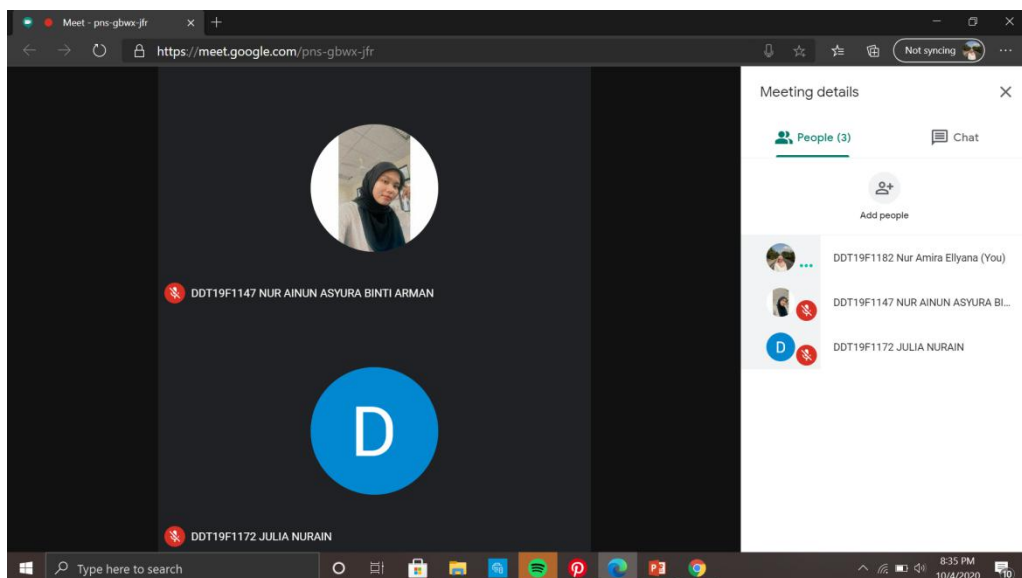 Meet - pns-gbwx-jfr
https://meet.google.com/pns-gbwx-jfr
Not syncing
Meeting details
People (3)
Chat
Add people
DDT19F1182 Nur Amira Ellyana (You)
DDT19F1147 NUR AINUN ASYURA BI...
D
DDT19F1172 JULIA NURAIN
DDT19F1147 NUR AINUN ASYURA BINTI ARMAN
D
DDT19F1172 JULIA NURAIN
Type here to search
8:35 PM
10/4/2020
10